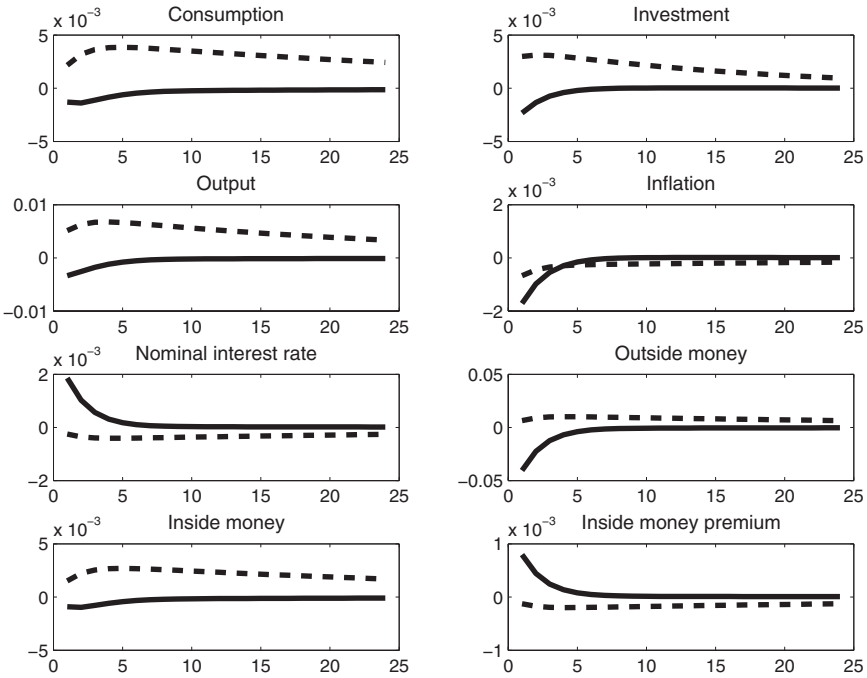 x 10⁻³ Consumption
5
0
−5
0 5 10 15 20 25
x 10⁻³ Investment
5
0
−5
0 5 10 15 20 25
Output
0.01
0
−0.01
0 5 10 15 20 25
x 10⁻³ Inflation
2
0
−2
0 5 10 15 20 25
x 10⁻³ Nominal interest rate
2
0
−2
0 5 10 15 20 25
Outside money
0.05
0
−0.05
0 5 10 15 20 25
x 10⁻³ Inside money
5
0
−5
0 5 10 15 20 25
x 10⁻³ Inside money premium
1
0
−1
0 5 10 15 20 25